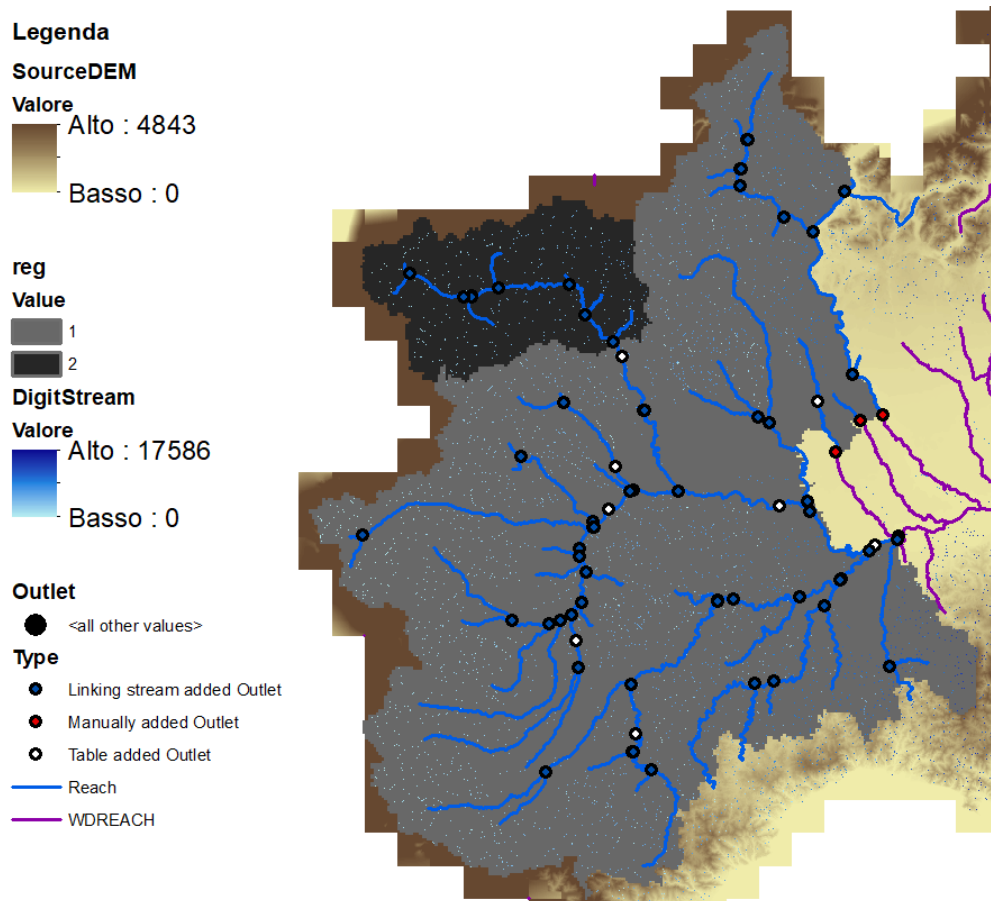 Legenda
SourceDEM
Valore
Alto : 4843
Basso : 0
reg
Value
1
2
DigitStream
Valore
Alto : 17586
Basso : 0
Outlet
<all other values>
Type
Linking stream added Outlet
Manually added Outlet
Table added Outlet
Reach
WDREACH